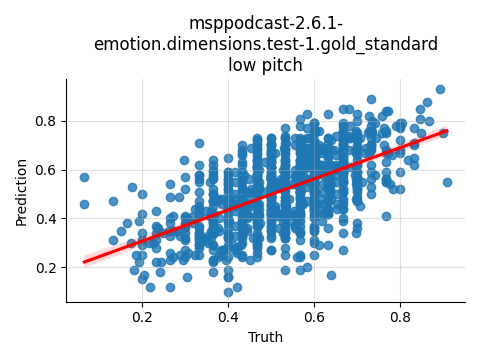 msppodcast-2.6.1-
emotion.dimensions.test-1.gold_standard
low pitch
Prediction
0.8
0.6
0.4
0.2
0.2 0.4 0.6 0.8
Truth